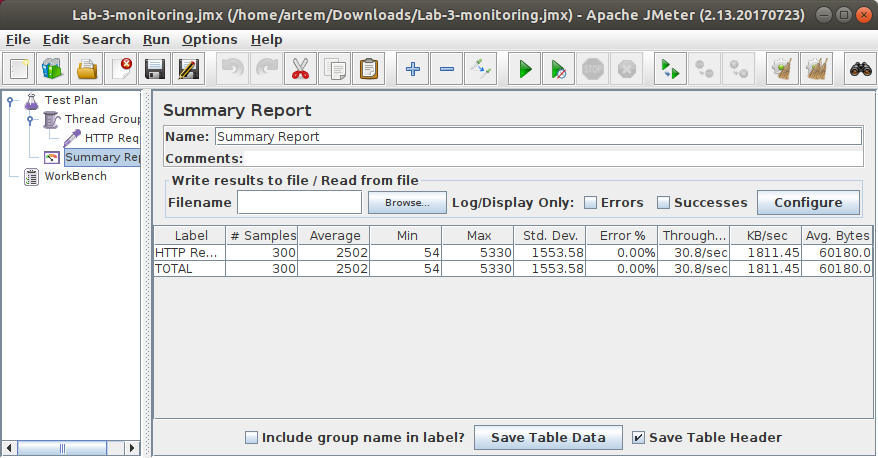 Lab-3-monitoring.jmx (/home/artem/Downloads/Lab-3-monitoring.jmx) - Apache JMeter (2.13.20170723)
File Edit Search Run Options Help
STOP
Test Plan
Thread Group
HTTP Req
Summary Rep
WorkBench
Summary Report
Name: Summary Report
Comments:
Write results to file / Read from file
Filename Browse... Log/Display Only: Errors Successes Configure
Label # Samples Average Min Max Std. Dev. Error % Through... KB/sec Avg. Bytes
HTTP Re... 300 2502 54 5330 1553.58 0.00% 30.8/sec 1811.45 60180.0
TOTAL 300 2502 54 5330 1553.58 0.00% 30.8/sec 1811.45 60180.0
Include group name in label? Save Table Data Save Table Header